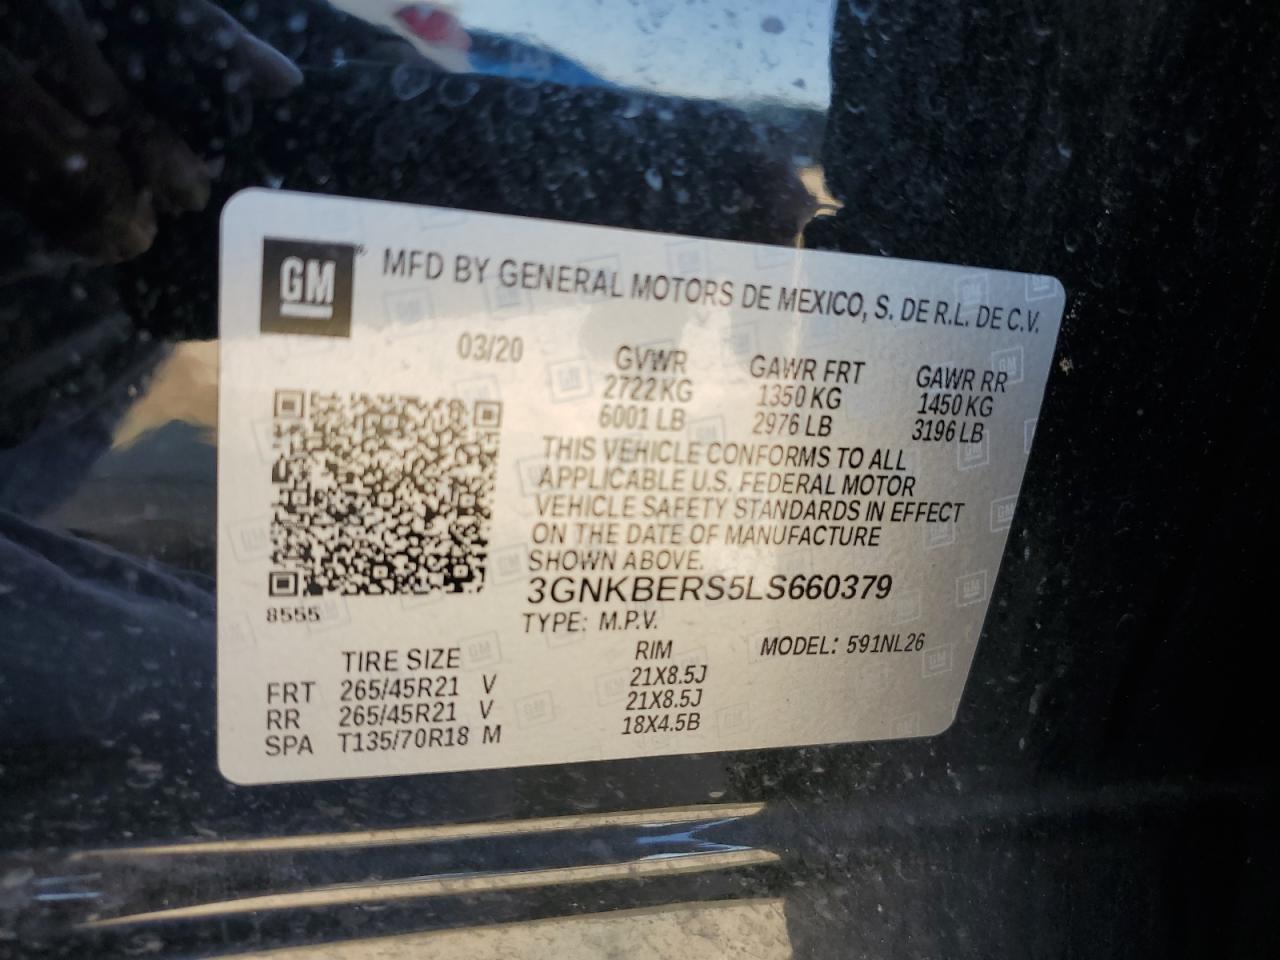 GM MFD BY GENERAL MOTORS DE MEXICO, S. DE R.L. DE C.V.
03/20 GVWR GAWR FRT GAWR RR
2722 KG 1350 KG 1450 KG
6001 LB 2976 LB 3196 LB
THIS VEHICLE CONFORMS TO ALL
APPLICABLE U.S. FEDERAL MOTOR
VEHICLE SAFETY STANDARDS IN EFFECT
ON THE DATE OF MANUFACTURE
SHOWN ABOVE.
3GNKBERS5LS660379
8555
TYPE: M.P.V. MODEL: 591NL26
TIRE SIZE RIM
FRT 265/45R21 V 21X8.5J
RR 265/45R21 V 21X8.5J
SPA T135/70R18 M 18X4.5B